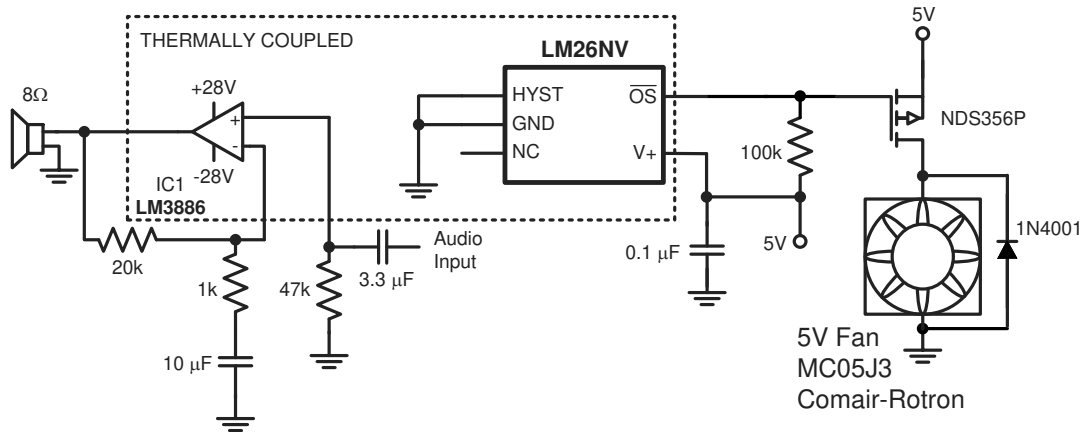 THERMALLY COUPLED
LM26NV
5V
8Ω
+28V
HYST
OS
NDS356P
GND
+
-
NC
V+
100k
-28V
IC1
LM3886
20k
Audio
Input
5V
0.1 µF
1N4001
1k
47k
3.3 µF
10 µF
5V Fan
MC05J3
Comair-Rotron